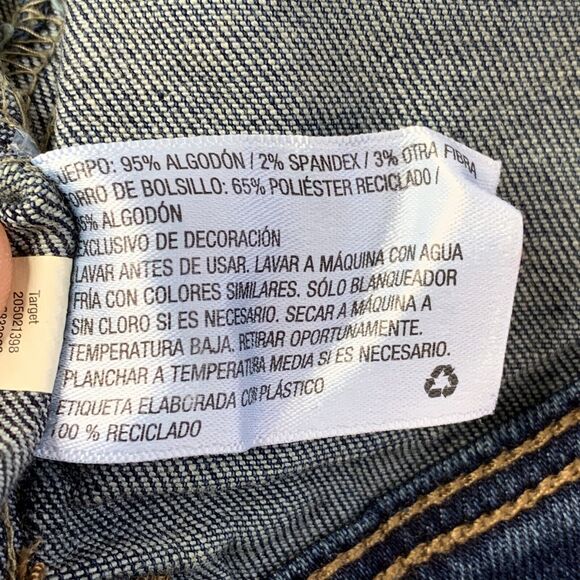 UERPO: 95% ALGODÓN / 2% SPANDEX / 3% OTRA FIBRA
ORRO DE BOLSILLO: 65% POLIÉSTER RECICLADO /
5% ALGODÓN
EXCLUSIVO DE DECORACIÓN
LAVAR ANTES DE USAR. LAVAR A MÁQUINA CON AGUA
FRÍA CON COLORES SIMILARES. SÓLO BLANQUEADOR
SIN CLORO SI ES NECESARIO. SECAR A MÁQUINA A
TEMPERATURA BAJA. RETIRAR OPORTUNAMENTE.
PLANCHAR A TEMPERATURA MEDIA SI ES NECESARIO.
ETIQUETA ELABORADA CON PLÁSTICO
100 % RECICLADO
Target
205021398